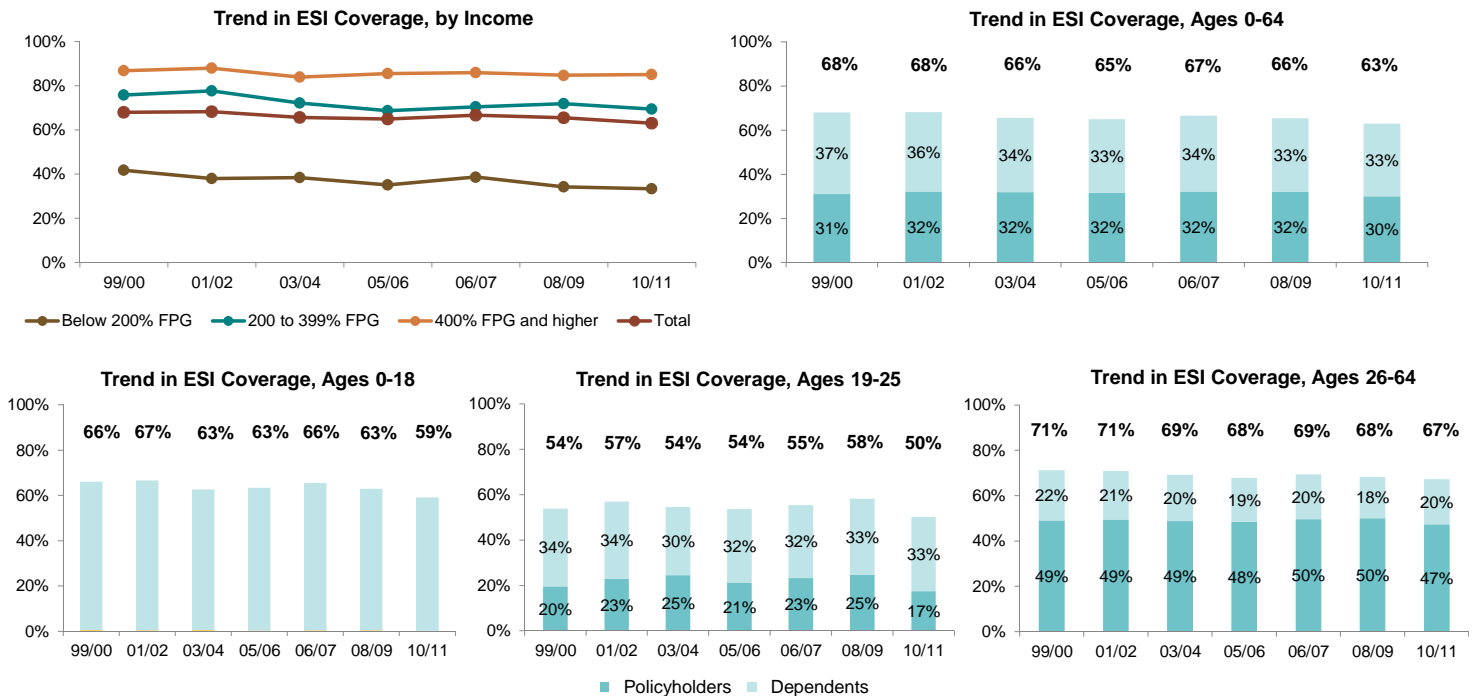 Trend in ESI Coverage, by Income
100%
80%
60%
40%
20%
0%
99/00 01/02 03/04 05/06 06/07 08/09 10/11
Below 200% FPG 200 to 399% FPG 400% FPG and higher Total
Trend in ESI Coverage, Ages 0-64
100%
68% 68% 66% 65% 67% 66% 63%
80%
60%
37% 36% 34% 33% 34% 33% 33%
40%
20%
31% 32% 32% 32% 32% 32% 30%
0%
99/00 01/02 03/04 05/06 06/07 08/09 10/11
Trend in ESI Coverage, Ages 0-18
100%
66% 67% 63% 63% 66% 63% 59%
80%
60%
40%
20%
0%
99/00 01/02 03/04 05/06 06/07 08/09 10/11
Trend in ESI Coverage, Ages 19-25
100%
54% 57% 54% 54% 55% 58% 50%
80%
60%
40%
34% 34% 30% 32% 32% 33% 33%
20%
20% 23% 25% 21% 23% 25% 17%
0%
99/00 01/02 03/04 05/06 06/07 08/09 10/11
Policyholders Dependents
Trend in ESI Coverage, Ages 26-64
100%
71% 71% 69% 68% 69% 68% 67%
80%
60%
22% 21% 20% 19% 20% 18% 20%
40%
20%
49% 49% 49% 48% 50% 50% 47%
0%
99/00 01/02 03/04 05/06 06/07 08/09 10/11